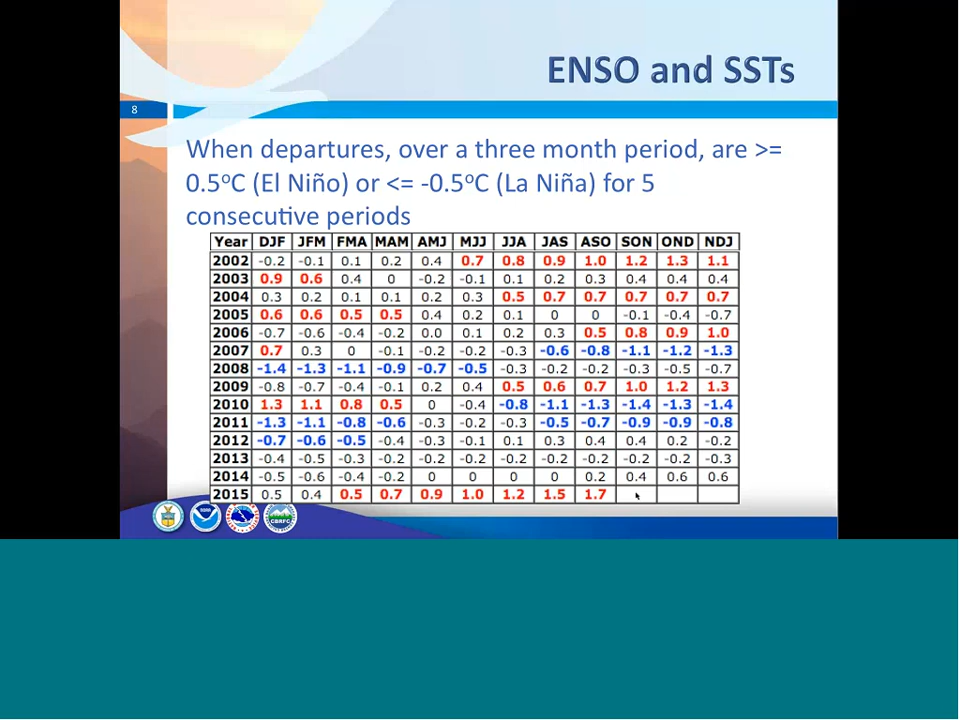 ENSO and SSTs
8
When departures, over a three month period, are >=
0.5oC (El Niño) or <= -0.5oC (La Niña) for 5
consecutive periods
Year DJF JFM FMA MAM AMJ MJJ JJA JAS ASO SON OND NDJ
2002 -0.2 -0.1 0.1 0.2 0.4 0.7 0.8 0.9 1.0 1.2 1.3 1.1
2003 0.9 0.6 0.4 0 -0.2 -0.1 0.1 0.2 0.3 0.4 0.4 0.4
2004 0.3 0.2 0.1 0.1 0.2 0.3 0.5 0.7 0.7 0.7 0.7 0.7
2005 0.6 0.6 0.5 0.5 0.4 0.2 0.1 0 0 -0.1 -0.4 -0.7
2006 -0.7 -0.6 -0.4 -0.2 0.0 0.1 0.2 0.3 0.5 0.8 0.9 1.0
2007 0.7 0.3 0 -0.1 -0.2 -0.2 -0.3 -0.6 -0.8 -1.1 -1.2 -1.3
2008 -1.4 -1.3 -1.1 -0.9 -0.7 -0.5 -0.3 -0.2 -0.2 -0.3 -0.5 -0.7
2009 -0.8 -0.7 -0.4 -0.1 0.2 0.4 0.5 0.6 0.7 1.0 1.2 1.3
2010 1.3 1.1 0.8 0.5 0 -0.4 -0.8 -1.1 -1.3 -1.4 -1.3 -1.4
2011 -1.3 -1.1 -0.8 -0.6 -0.3 -0.2 -0.3 -0.5 -0.7 -0.9 -0.9 -0.8
2012 -0.7 -0.6 -0.5 -0.4 -0.3 -0.1 0.1 0.3 0.4 0.4 0.2 -0.2
2013 -0.4 -0.5 -0.3 -0.2 -0.2 -0.2 -0.2 -0.2 -0.2 -0.2 -0.2 -0.3
2014 -0.5 -0.6 -0.4 -0.2 0 0 0 0 0.2 0.4 0.6 0.6
2015 0.5 0.4 0.5 0.7 0.9 1.0 1.2 1.5 1.7
CBRFC